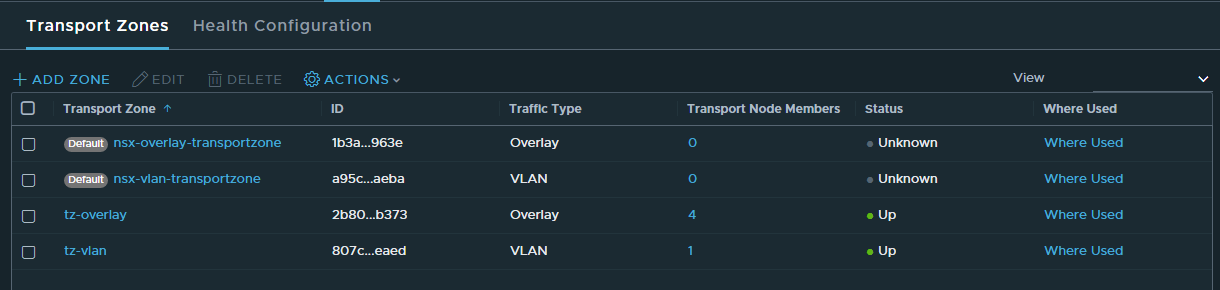 Transport Zones Health Configuration
+ ADD ZONE EDIT DELETE ACTIONS View
Transport Zone ↑ ID Traffic Type Transport Node Members Status Where Used
Default nsx-overlay-transportzone 1b3a...963e Overlay 0 Unknown Where Used
Default nsx-vlan-transportzone a95c...aeba VLAN 0 Unknown Where Used
tz-overlay 2b80...b373 Overlay 4 Up Where Used
tz-vlan 807c...eaed VLAN 1 Up Where Used